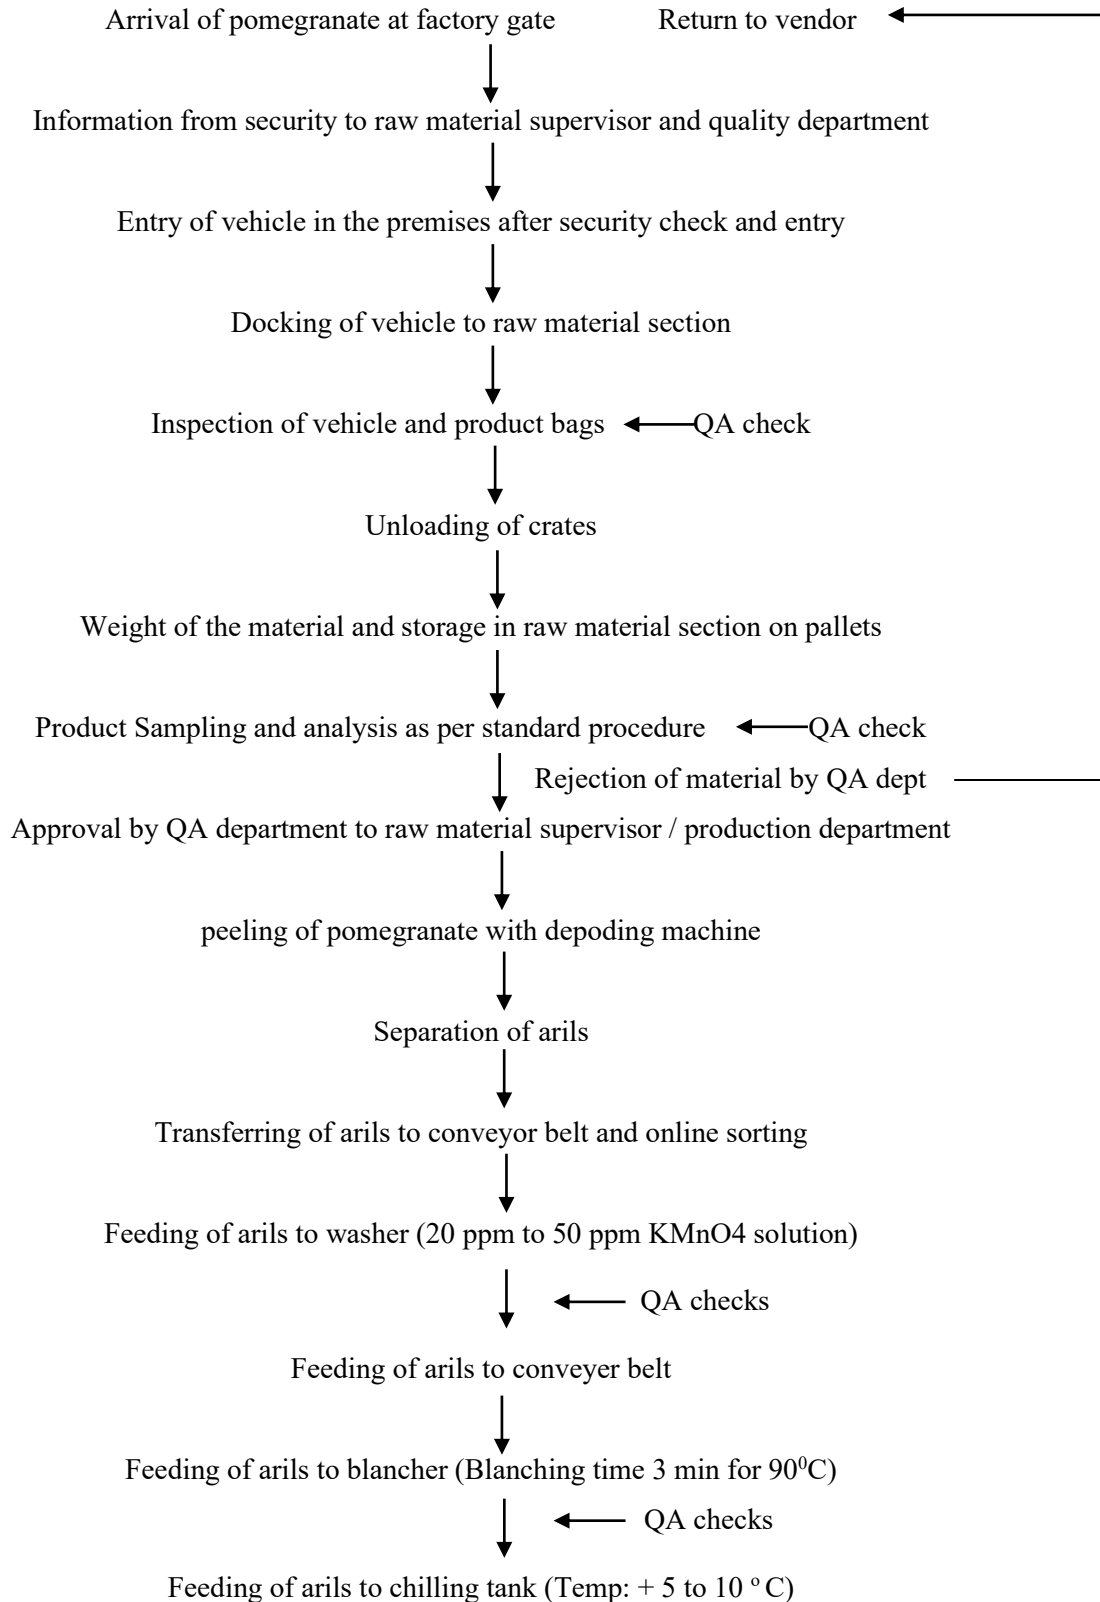 Arrival of pomegranate at factory gate Return to vendor
Information from security to raw material supervisor and quality department
Entry of vehicle in the premises after security check and entry
Docking of vehicle to raw material section
Inspection of vehicle and product bags QA check
Unloading of crates
Weight of the material and storage in raw material section on pallets
Product Sampling and analysis as per standard procedure QA check
Rejection of material by QA dept
Approval by QA department to raw material supervisor / production department
peeling of pomegranate with depoding machine
Separation of arils
Transferring of arils to conveyor belt and online sorting
Feeding of arils to washer (20 ppm to 50 ppm KMnO4 solution)
QA checks
Feeding of arils to conveyer belt
Feeding of arils to blancher (Blanching time 3 min for 90⁰C)
QA checks
Feeding of arils to chilling tank (Temp: + 5 to 10 ᵒ C)